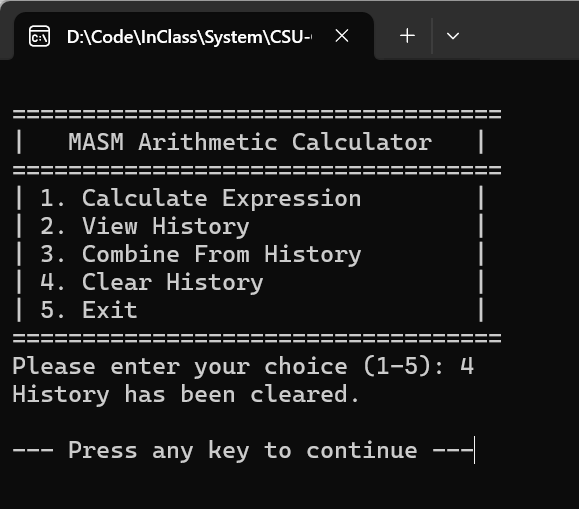 D:\Code\InClass\System\CSU-
===================================
|   MASM Arithmetic Calculator   |
===================================
| 1. Calculate Expression        |
| 2. View History                |
| 3. Combine From History        |
| 4. Clear History               |
| 5. Exit                        |
===================================
Please enter your choice (1-5): 4
History has been cleared.
--- Press any key to continue ---